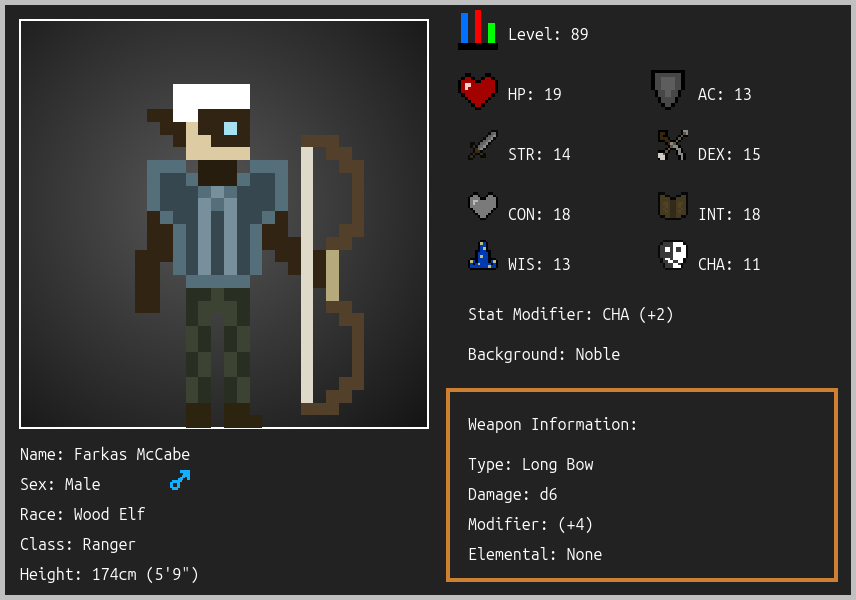 Level: 89
HP: 19
AC: 13
STR: 14
DEX: 15
CON: 18
INT: 18
WIS: 13
CHA: 11
Stat Modifier: CHA (+2)
Background: Noble
Weapon Information:
Type: Long Bow
Damage: d6
Modifier: (+4)
Elemental: None
Name: Farkas McCabe
Sex: Male
Race: Wood Elf
Class: Ranger
Height: 174cm (5'9")